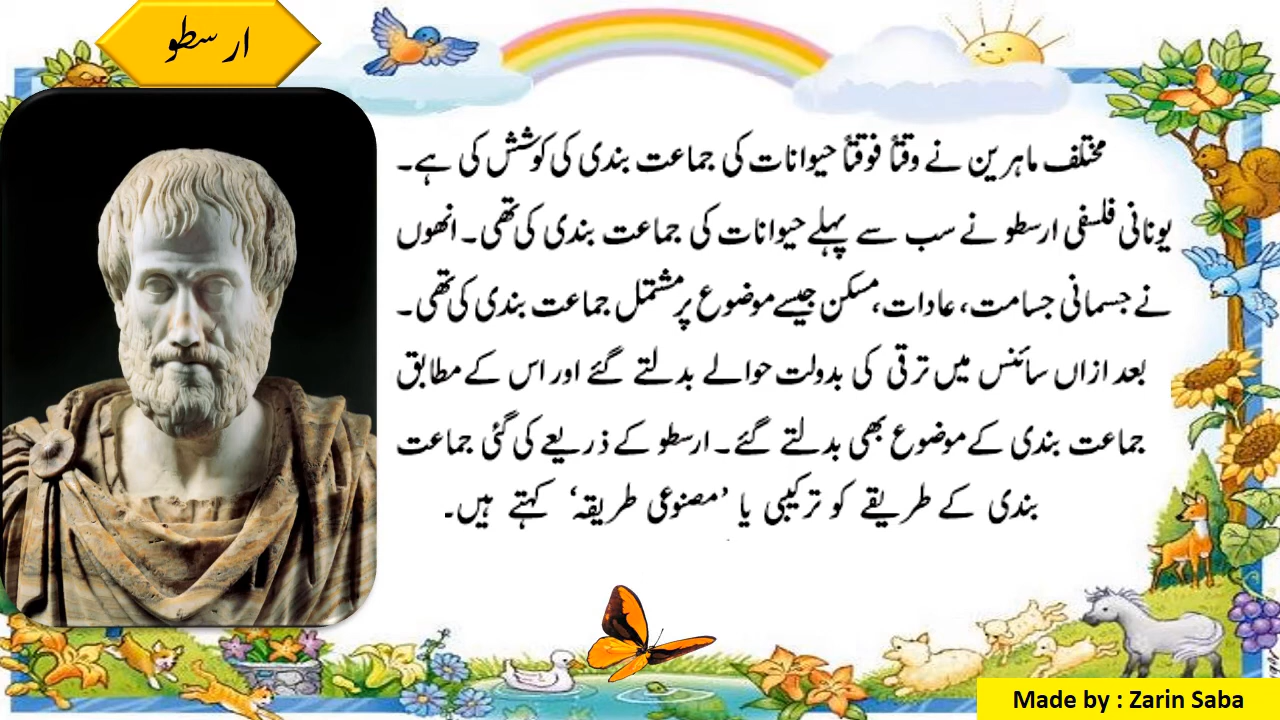 ارسطو
مختلف ماہرین نے وقتاً فوقتاً حیوانات کی جماعت بندی کی کوشش کی ہے۔
یونانی فلسفی ارسطو نے سب سے پہلے حیوانات کی جماعت بندی کی تھی۔ انھوں
نے جسمانی جسامت، عادات، مسکن جیسے موضوع پر مشتمل جماعت بندی کی تھی۔
بعد ازاں سائنس میں ترقی کی بدولت حوالے بدلتے گئے اور اس کے مطابق
جماعت بندی کے موضوع بھی بدلتے گئے۔ ارسطو کے ذریعے کی گئی جماعت
بندی کے طریقے کو ترکیبی یا ’مصنوعی طریقہ‘ کہتے ہیں۔
Made by : Zarin Saba